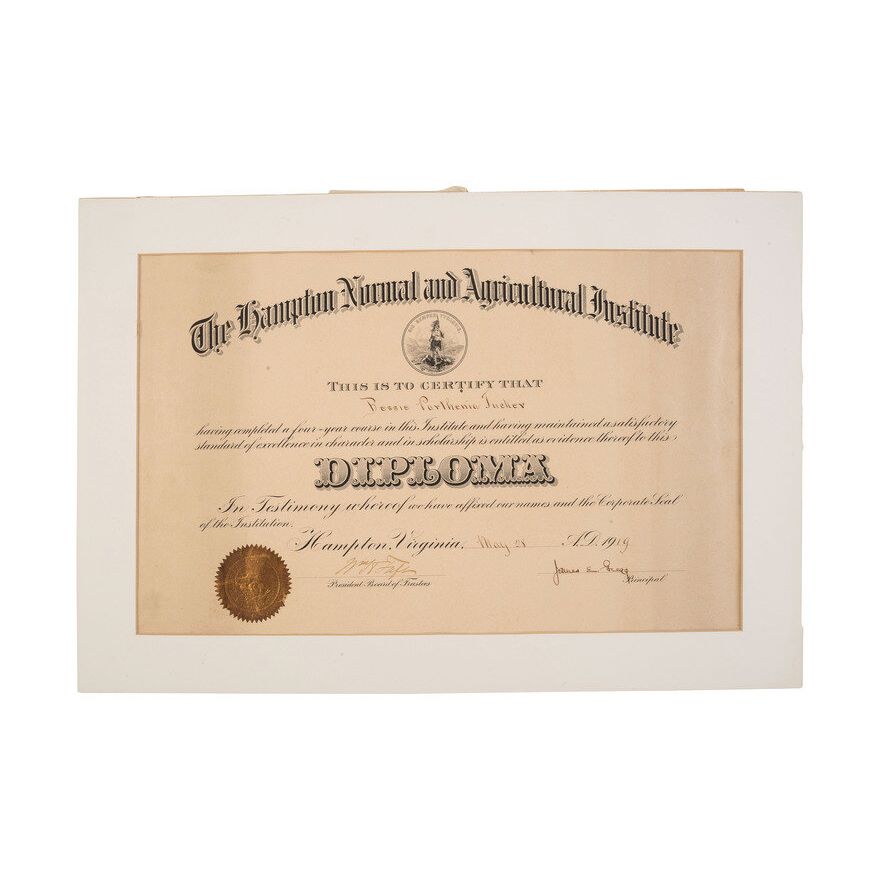 The Hampton Normal and Agricultural Institute
SIC SEMPER TYRANNIS
THIS IS TO CERTIFY THAT
Bessie Parthenia Tucker
having completed a four-year course in this Institute and having maintained a satisfactory
standard of excellence in character and in scholarship is entitled as evidence thereof to this
DIPLOMA
In Testimony whereof we have affixed our names and the Corporate Seal
of the Institution.
Hampton, Virginia, May 28 A.D. 1919
James E. Gregg
President Board of Trustees Principal